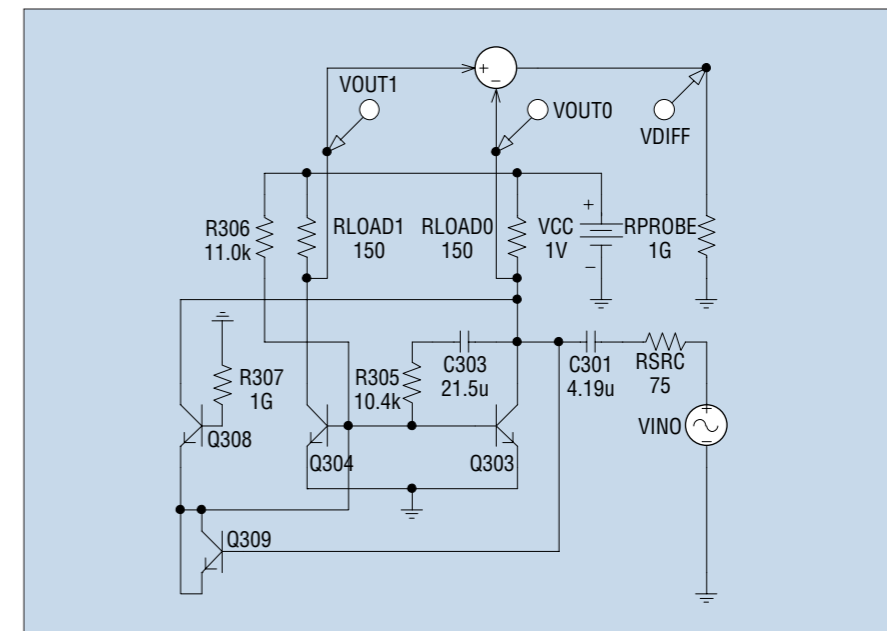 +
−
VOUT1
VOUT0
VDIFF
R306
11.0k
RLOAD1
150
RLOAD0
150
+
VCC
1V
−
RPROBE
1G
R307
1G
R305
10.4k
C303
21.5u
C301
4.19u
RSRC
75
Q308
Q304
Q303
VINO
+
−
Q309